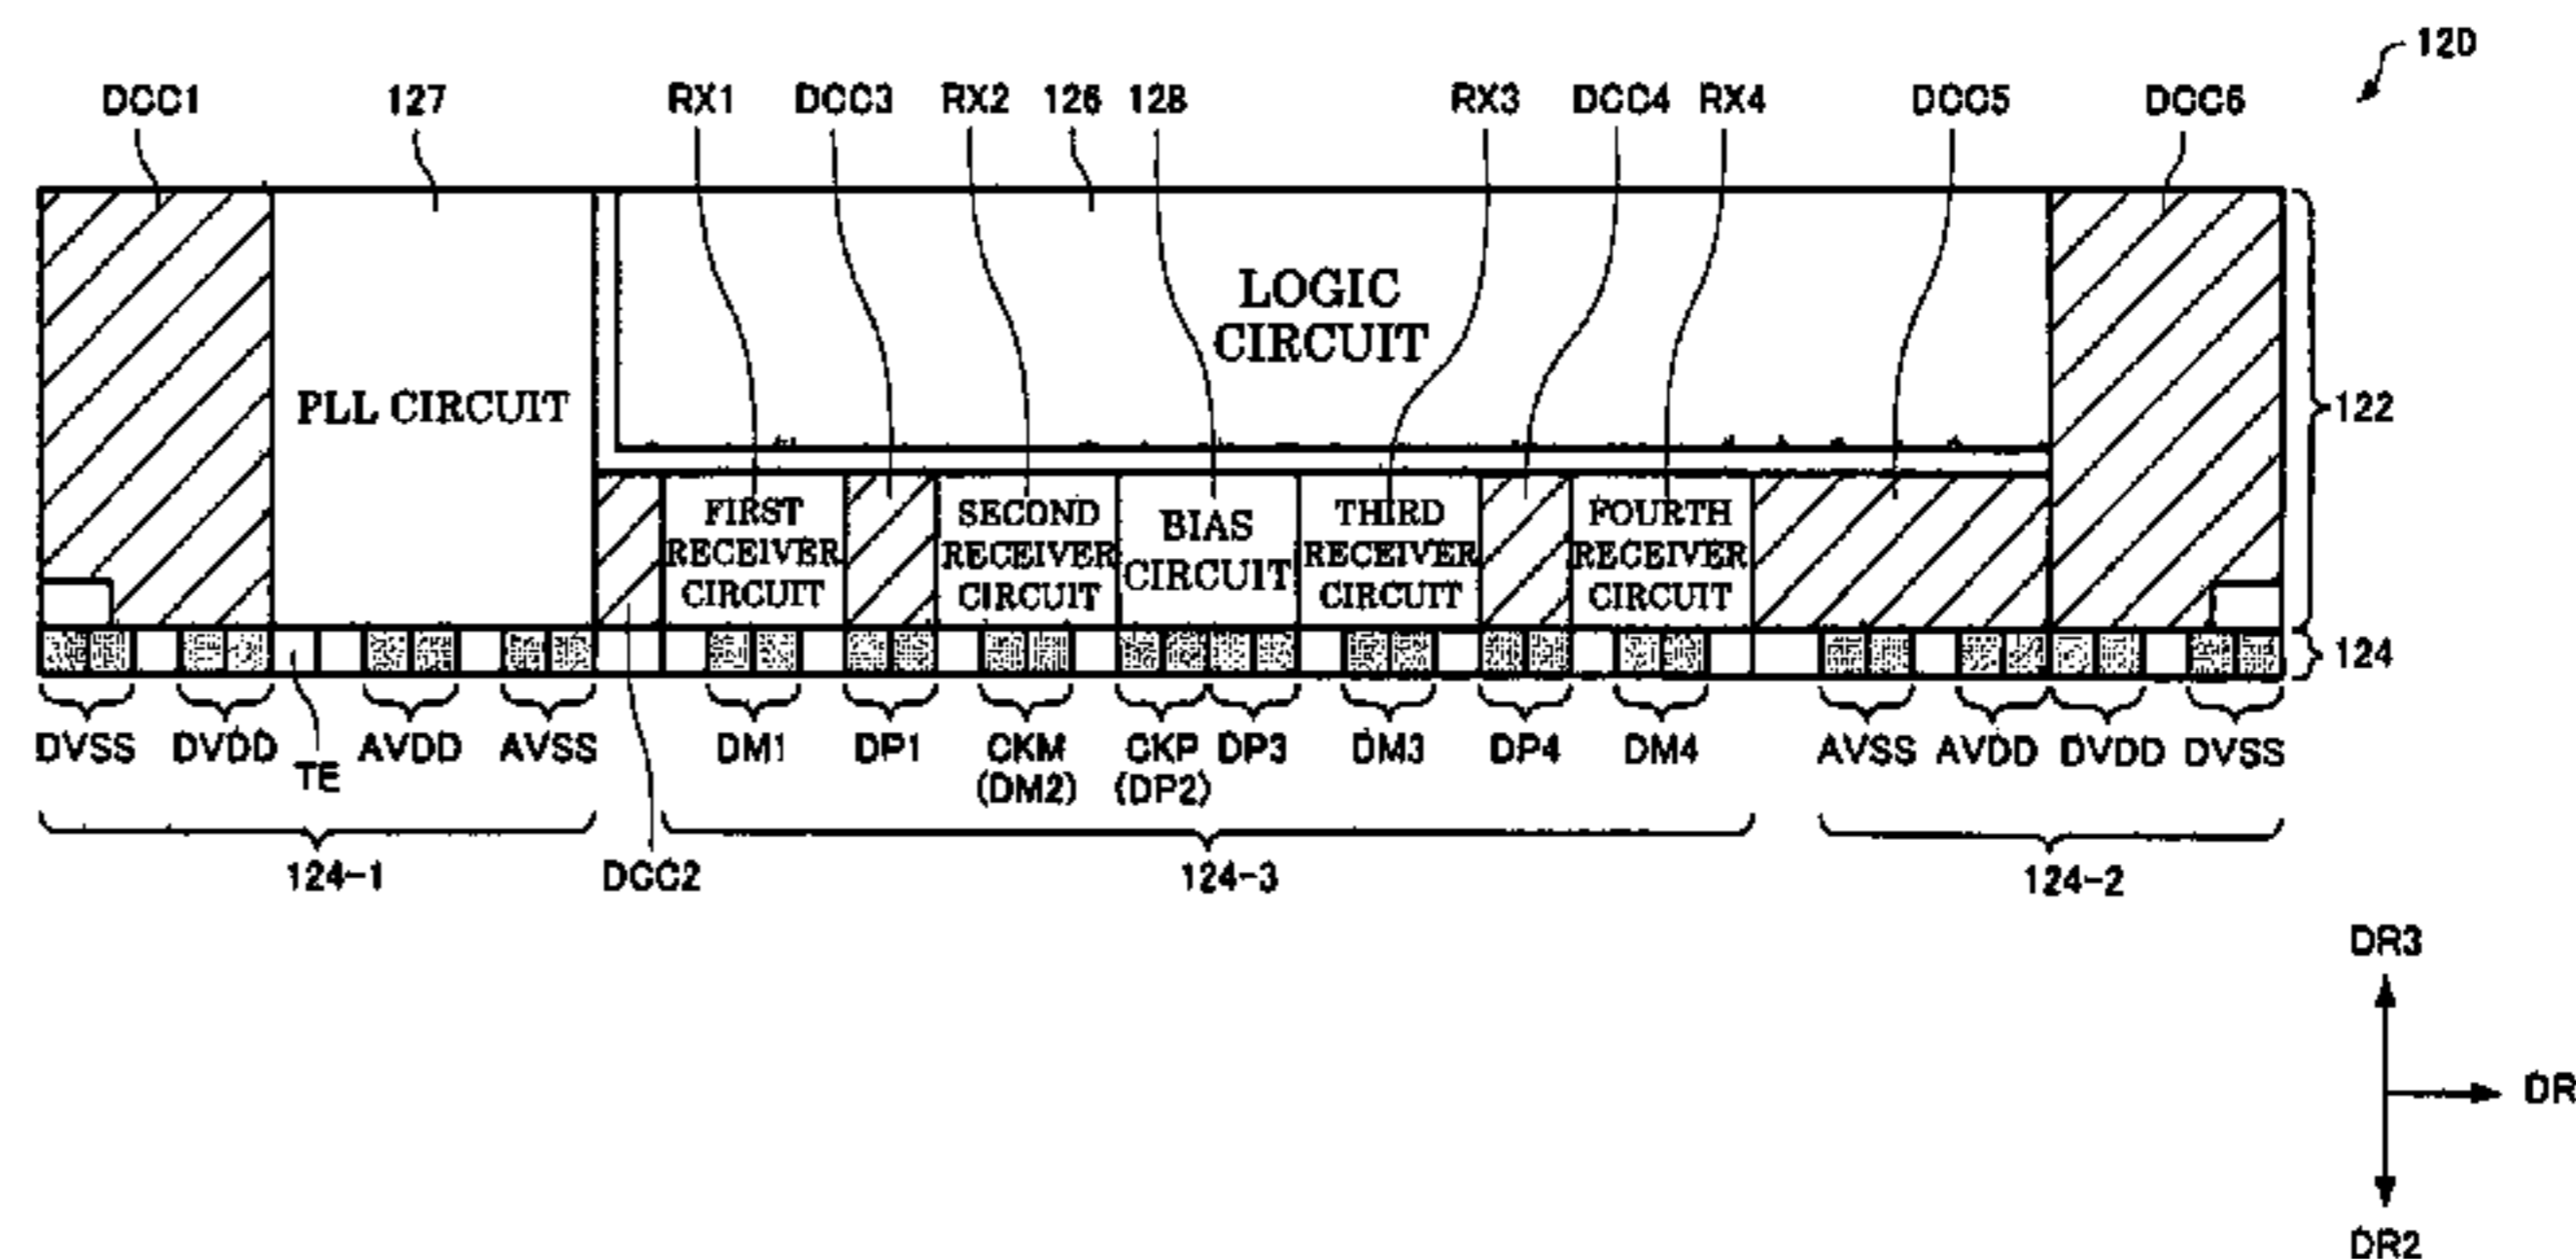 120
DCC1 127 RX1 DCC3 RX2 126 128 RX3 DCC4 RX4 DCC5 DCC6
LOGIC
CIRCUIT
PLL CIRCUIT
122
FIRST
RECEIVER
CIRCUIT
SECOND
RECEIVER
CIRCUIT
BIAS
CIRCUIT
THIRD
RECEIVER
CIRCUIT
FOURTH
RECEIVER
CIRCUIT
124
DVSS DVDD TE AVDD AVSS DM1 DP1 CKM CKP DP3 DM3 DP4 DM4 AVSS AVDD DVDD DVSS
(DM2) (DP2)
124-1 DCC2 124-3 124-2
DR3
DR
DR2